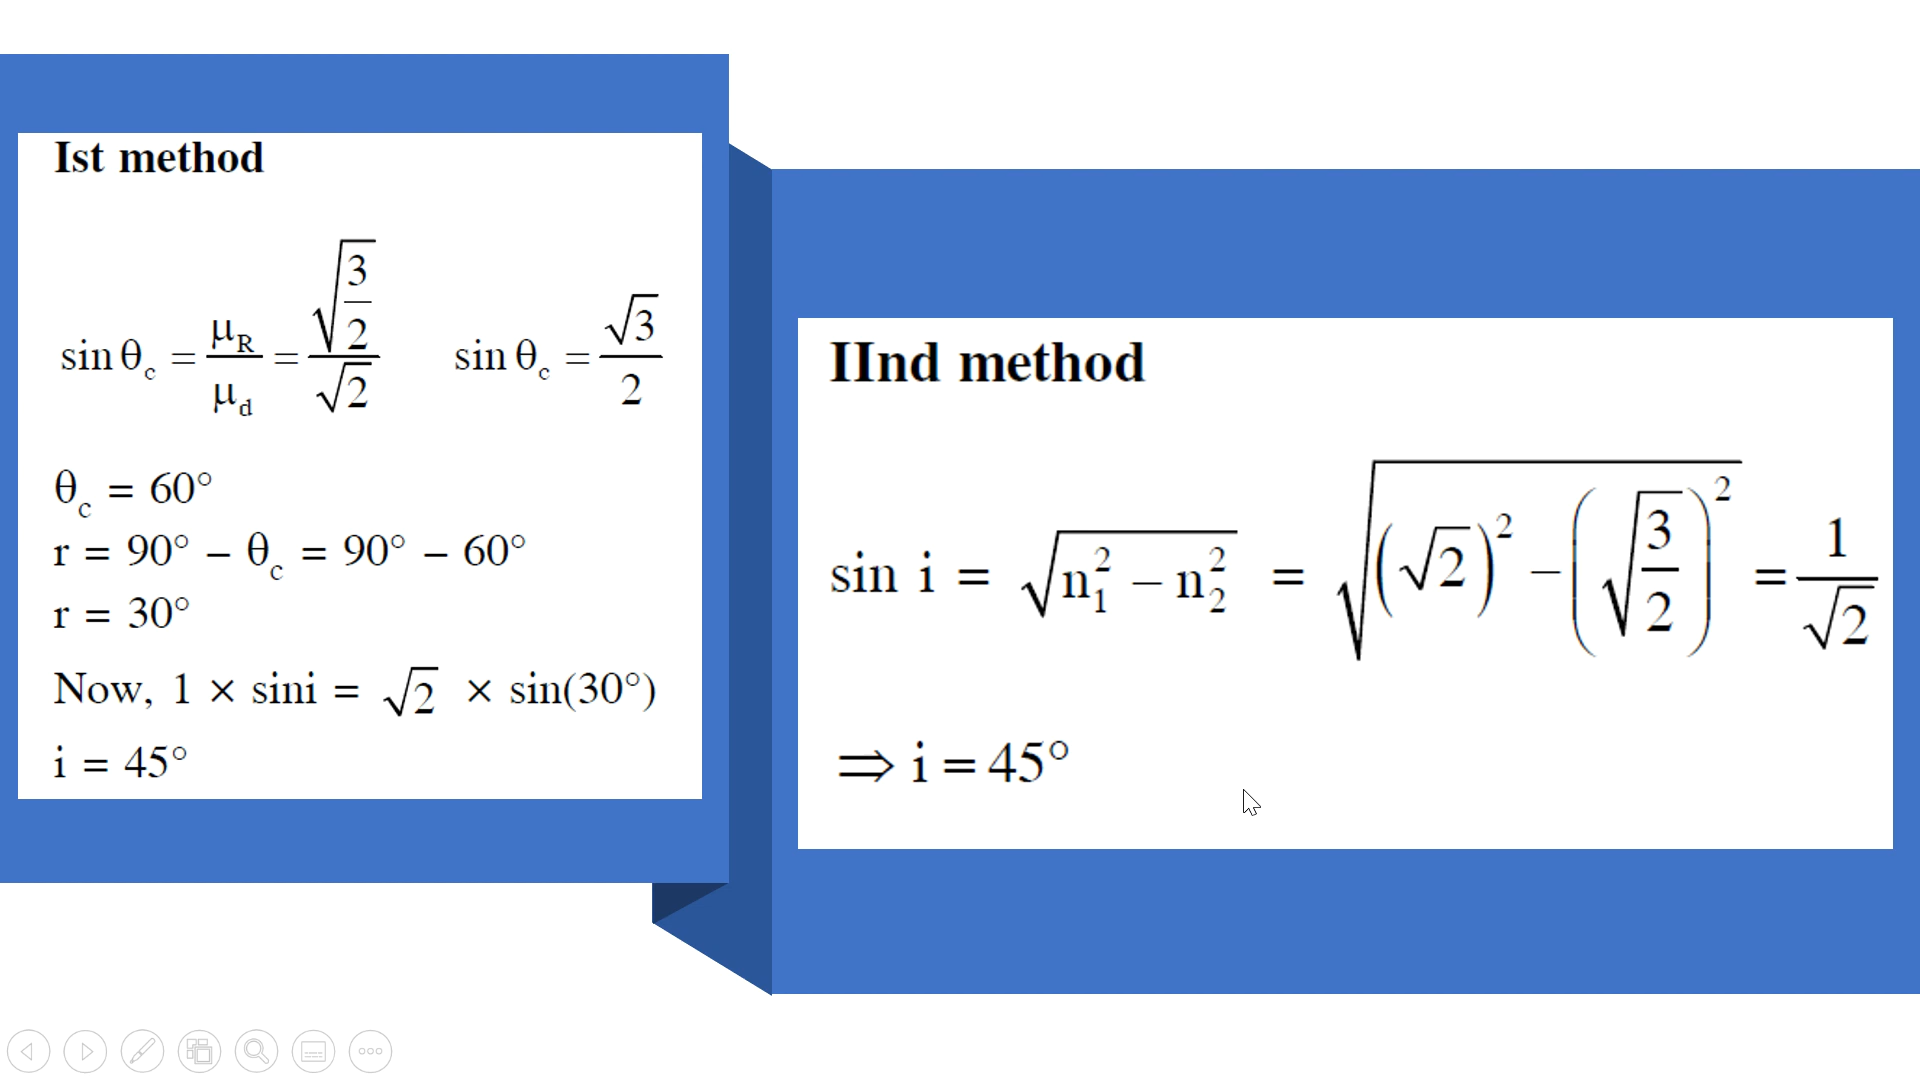 Ist method
sin θc = μR/μd = √(3/2)/√2    sin θc = √3/2
θc = 60°
r = 90° − θc = 90° − 60°
r = 30°
Now, 1 × sini = √2 × sin(30°)
i = 45°
IInd method
sin i = √(n₁² − n₂²) = √((√2)² − (√(3/2))²) = 1/√2
⇒ i = 45°